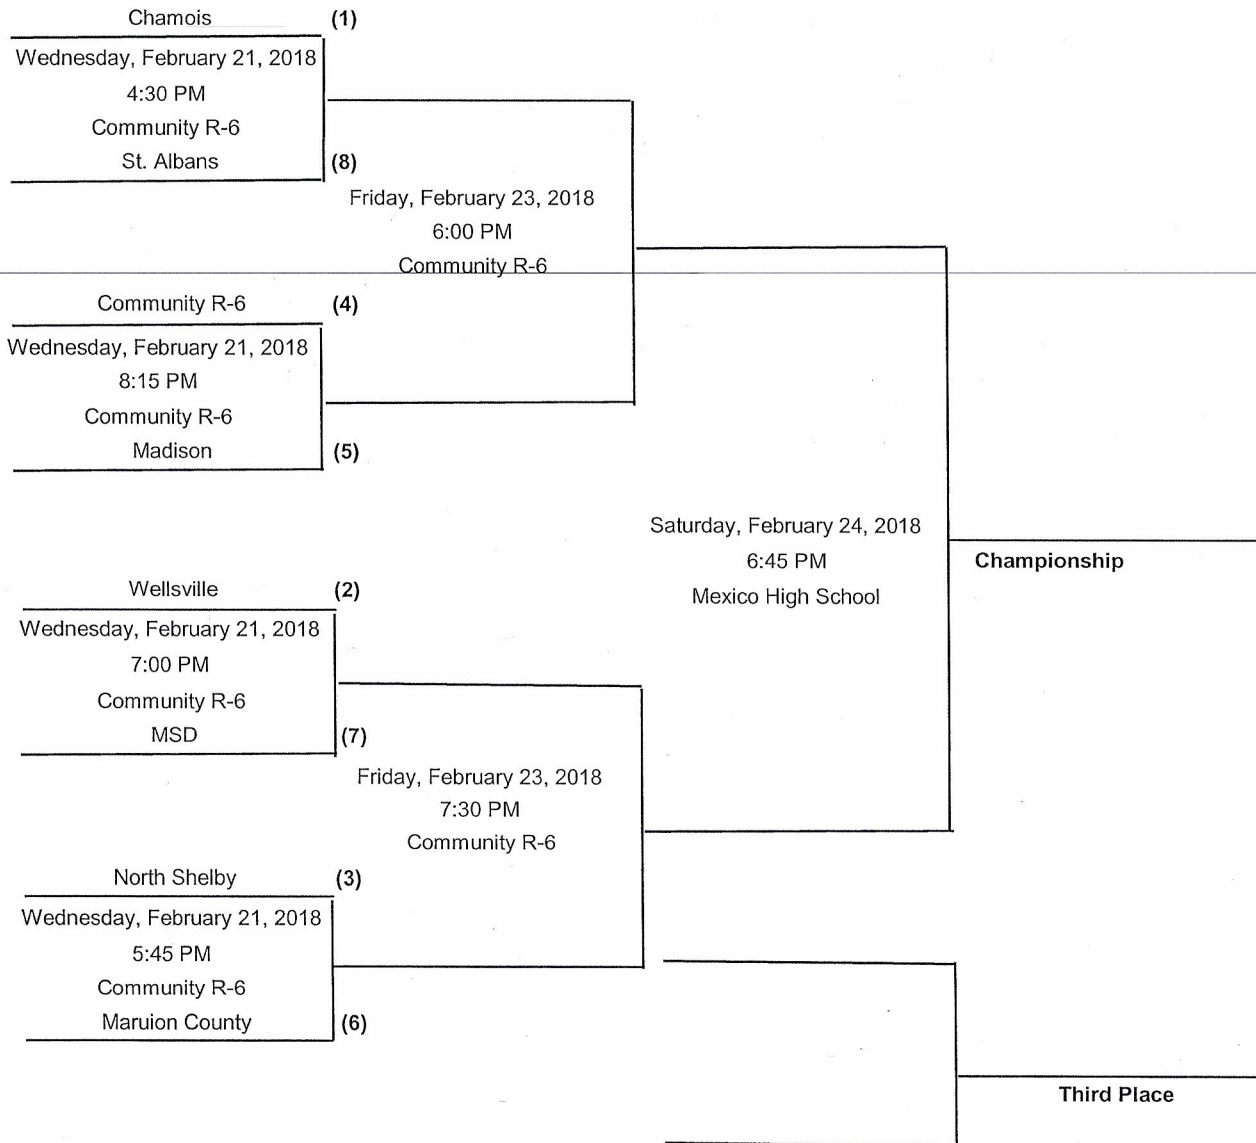 Chamois (1)
Wednesday, February 21, 2018
4:30 PM
Community R-6
St. Albans (8)
Friday, February 23, 2018
6:00 PM
Community R-6
Community R-6 (4)
Wednesday, February 21, 2018
8:15 PM
Community R-6
Madison (5)
Saturday, February 24, 2018
6:45 PM
Mexico High School
Championship
Wellsville (2)
Wednesday, February 21, 2018
7:00 PM
Community R-6
MSD (7)
Friday, February 23, 2018
7:30 PM
Community R-6
North Shelby (3)
Wednesday, February 21, 2018
5:45 PM
Community R-6
Maruion County (6)
Third Place